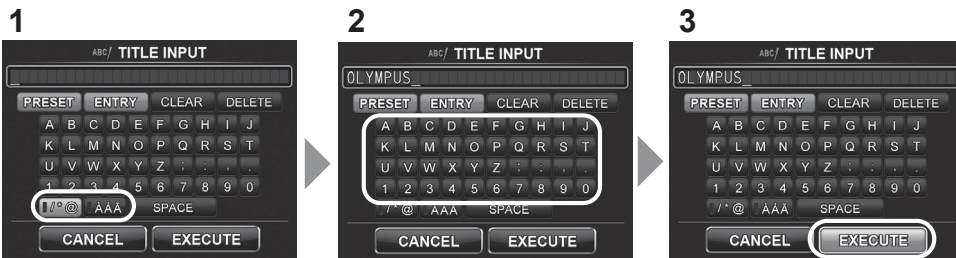 1
ABC/ TITLE INPUT
_
PRESET ENTRY CLEAR DELETE
A B C D E F G H I J
K L M N O P Q R S T
U V W X Y Z ; : , .
1 2 3 4 5 6 7 8 9 0
!/°@ ÀÁÄ SPACE
CANCEL EXECUTE
2
ABC/ TITLE INPUT
OLYMPUS_
PRESET ENTRY CLEAR DELETE
A B C D E F G H I J
K L M N O P Q R S T
U V W X Y Z ; : , .
1 2 3 4 5 6 7 8 9 0
!/°@ ÀÁÄ SPACE
CANCEL EXECUTE
3
ABC/ TITLE INPUT
OLYMPUS_
PRESET ENTRY CLEAR DELETE
A B C D E F G H I J
K L M N O P Q R S T
U V W X Y Z ; : , .
1 2 3 4 5 6 7 8 9 0
!/°@ ÀÁÄ SPACE
CANCEL EXECUTE